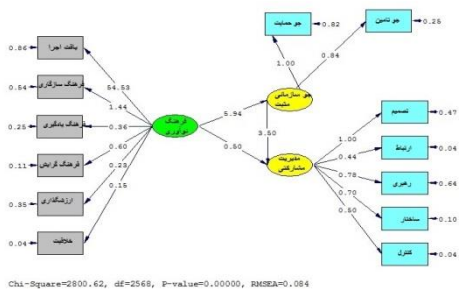 0.86
بافت اجرا
0.54
فرهنگ سازگاری
0.25
فرهنگ یادگیری
0.11
فرهنگ گرایش
0.35
ارزشگذاری
0.04
خلاقیت
54.53
1.44
0.36
0.60
0.23
0.15
فرهنگ
نوآوری
5.94
0.50
3.50
جو سازمانی
مثبت
مدیریت
مشارکتی
1.00
0.84
جو حمایت
0.82
جو تامین
0.25
1.00
0.44
0.78
0.70
0.50
تصمیم
0.47
ارتباط
0.04
رهبری
0.64
ساختار
0.10
کنترل
0.04
Chi-Square=2800.62, df=2568, P-value=0.00000, RMSEA=0.084